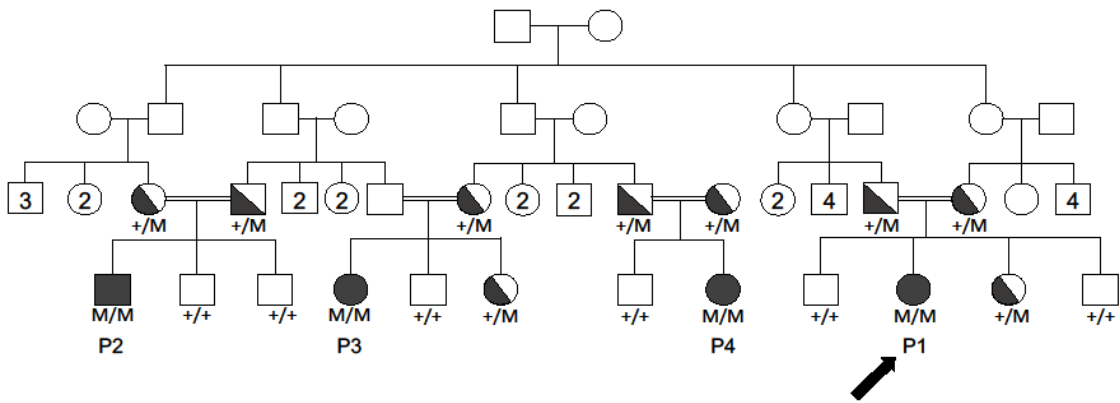 3 2 2 2 2 2 2 4 4
+/M +/M +/M +/M +/M +/M +/M
M/M +/+ +/+ M/M +/+ +/M +/+ M/M +/+ M/M +/M +/+
P2 P3 P4 P1